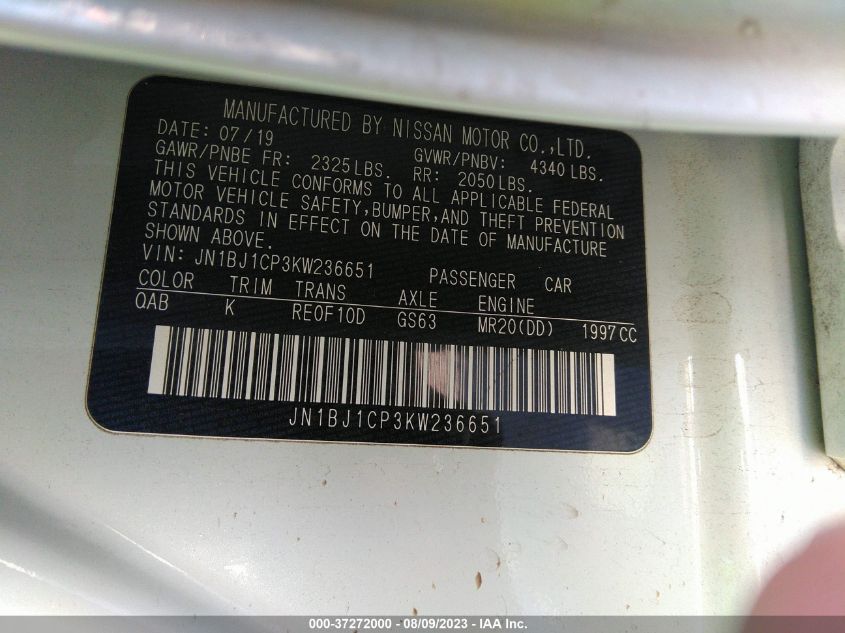 MANUFACTURED BY NISSAN MOTOR CO.,LTD.
DATE: 07/19
GAWR/PNBE FR: 2325LBS. RR: 2050LBS. GVWR/PNBV: 4340LBS.
THIS VEHICLE CONFORMS TO ALL APPLICABLE FEDERAL
MOTOR VEHICLE SAFETY,BUMPER,AND THEFT PREVENTION
STANDARDS IN EFFECT ON THE DATE OF MANUFACTURE
SHOWN ABOVE.
VIN: JN1BJ1CP3KW236651 PASSENGER CAR
COLOR TRIM TRANS AXLE ENGINE
QAB K RE0F10D GS63 MR20(DD) 1997CC
JN1BJ1CP3KW236651
000-37272000 - 08/09/2023 - IAA Inc.